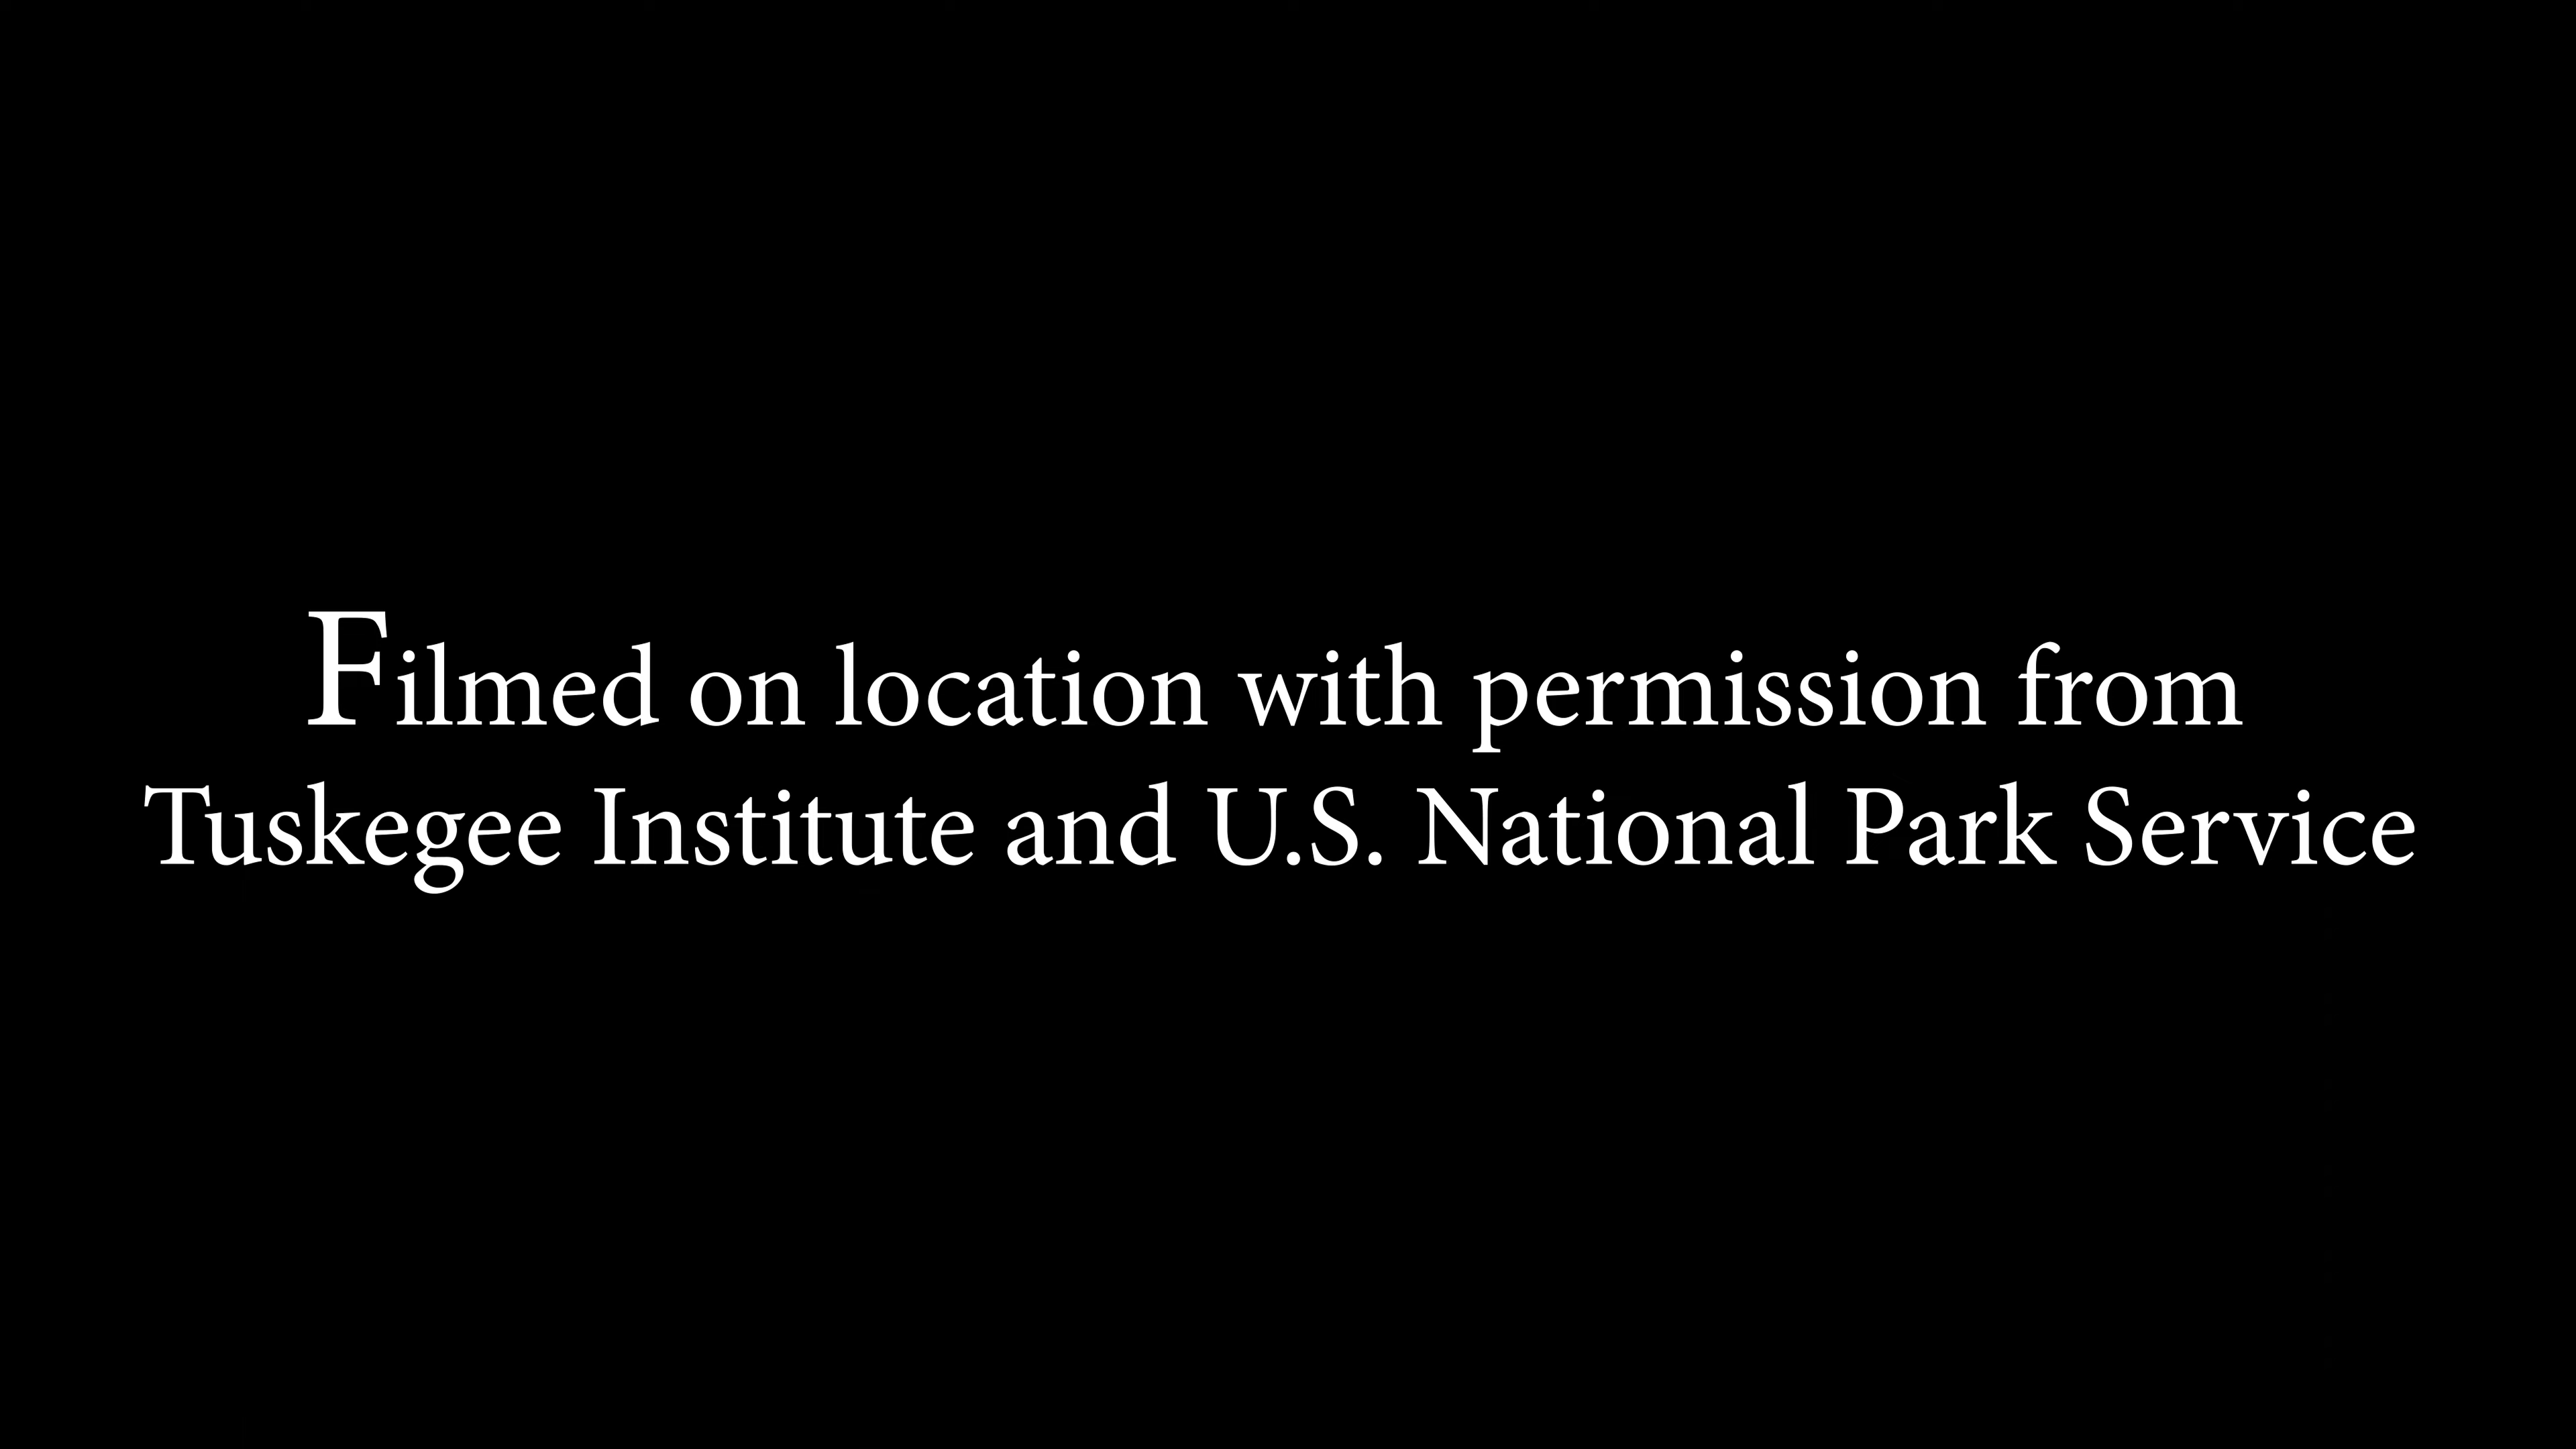 Filmed on location with permission from
Tuskegee Institute and U.S. National Park Service